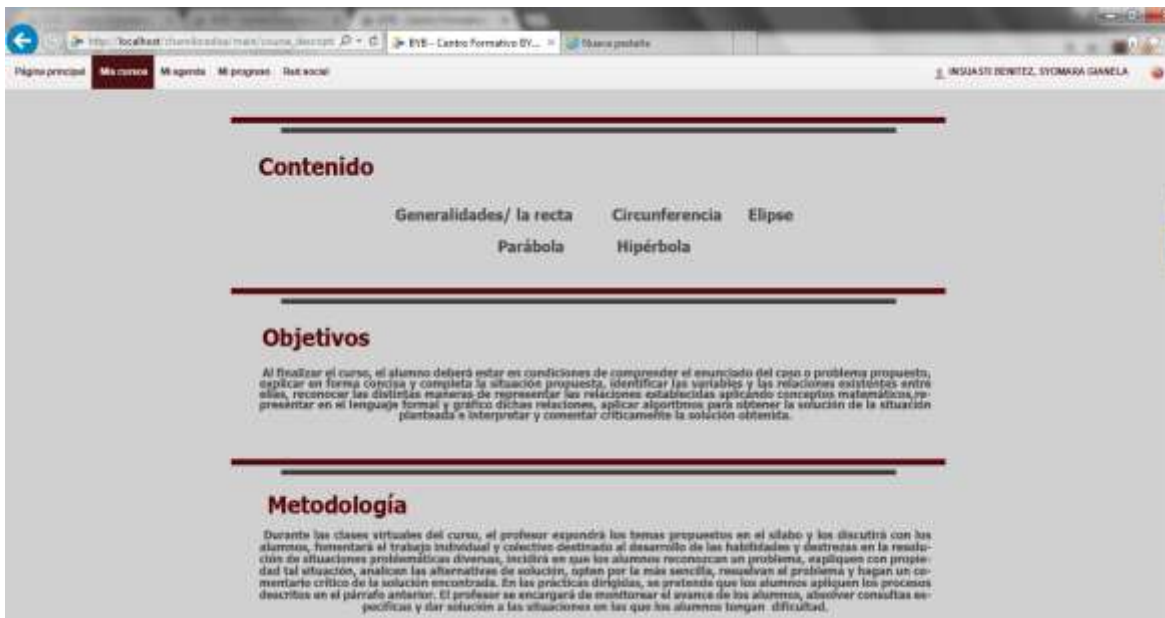 http://localhost/
BYB - Centro Formativo BY...
Nueva pestaña
Página principal Mis cursos Mi agenda Mi progreso Red social
INSUASTI BENITEZ, SYOMARA GIANELA
Contenido
Generalidades/ la recta Circunferencia Elipse
Parábola Hipérbola
Objetivos
Al finalizar el curso, el alumno deberá estar en condiciones de comprender el enunciado del caso o problema propuesto,
explicar en forma concisa y completa la situación propuesta, identificar las variables y las relaciones existentes entre
ellas, reconocer las distintas maneras de representar las relaciones establecidas aplicando conceptos matemáticos,re-
presentar en el lenguaje formal y gráfico dichas relaciones, aplicar algoritmos para obtener la solución de la situación
planteada e interpretar y comentar críticamente la solución obtenida.
Metodología
Durante las clases virtuales del curso, el profesor expondrá los temas propuestos en el sílabo y los discutirá con los
alumnos, fomentará el trabajo individual y colectivo destinado al desarrollo de las habilidades y destrezas en la resolu-
ción de situaciones problemáticas diversas, incidirá en que los alumnos reconozcan un problema, expliquen con propie-
dad tal situación, analicen las alternativas de solución, opten por la más sencilla, resuelvan el problema y hagan un co-
mentario crítico de la solución encontrada. En las prácticas dirigidas, se pretende que los alumnos apliquen los procesos
descritos en el párrafo anterior. El profesor se encargará de monitorear el avance de los alumnos, absolver consultas es-
pecíficas y dar solución a las situaciones en las que los alumnos tengan dificultad.